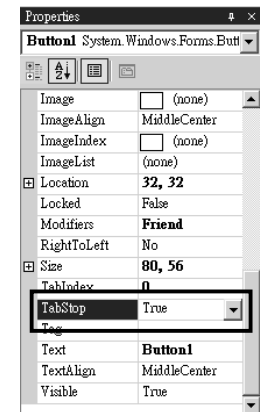 Properties
Button1 System.Windows.Forms.Butt
Image (none)
ImageAlign MiddleCenter
ImageIndex (none)
ImageList (none)
Location 32, 32
Locked False
Modifiers Friend
RightToLeft No
Size 80, 56
TabIndex 0
TabStop True
Tag
Text Button1
TextAlign MiddleCenter
Visible True